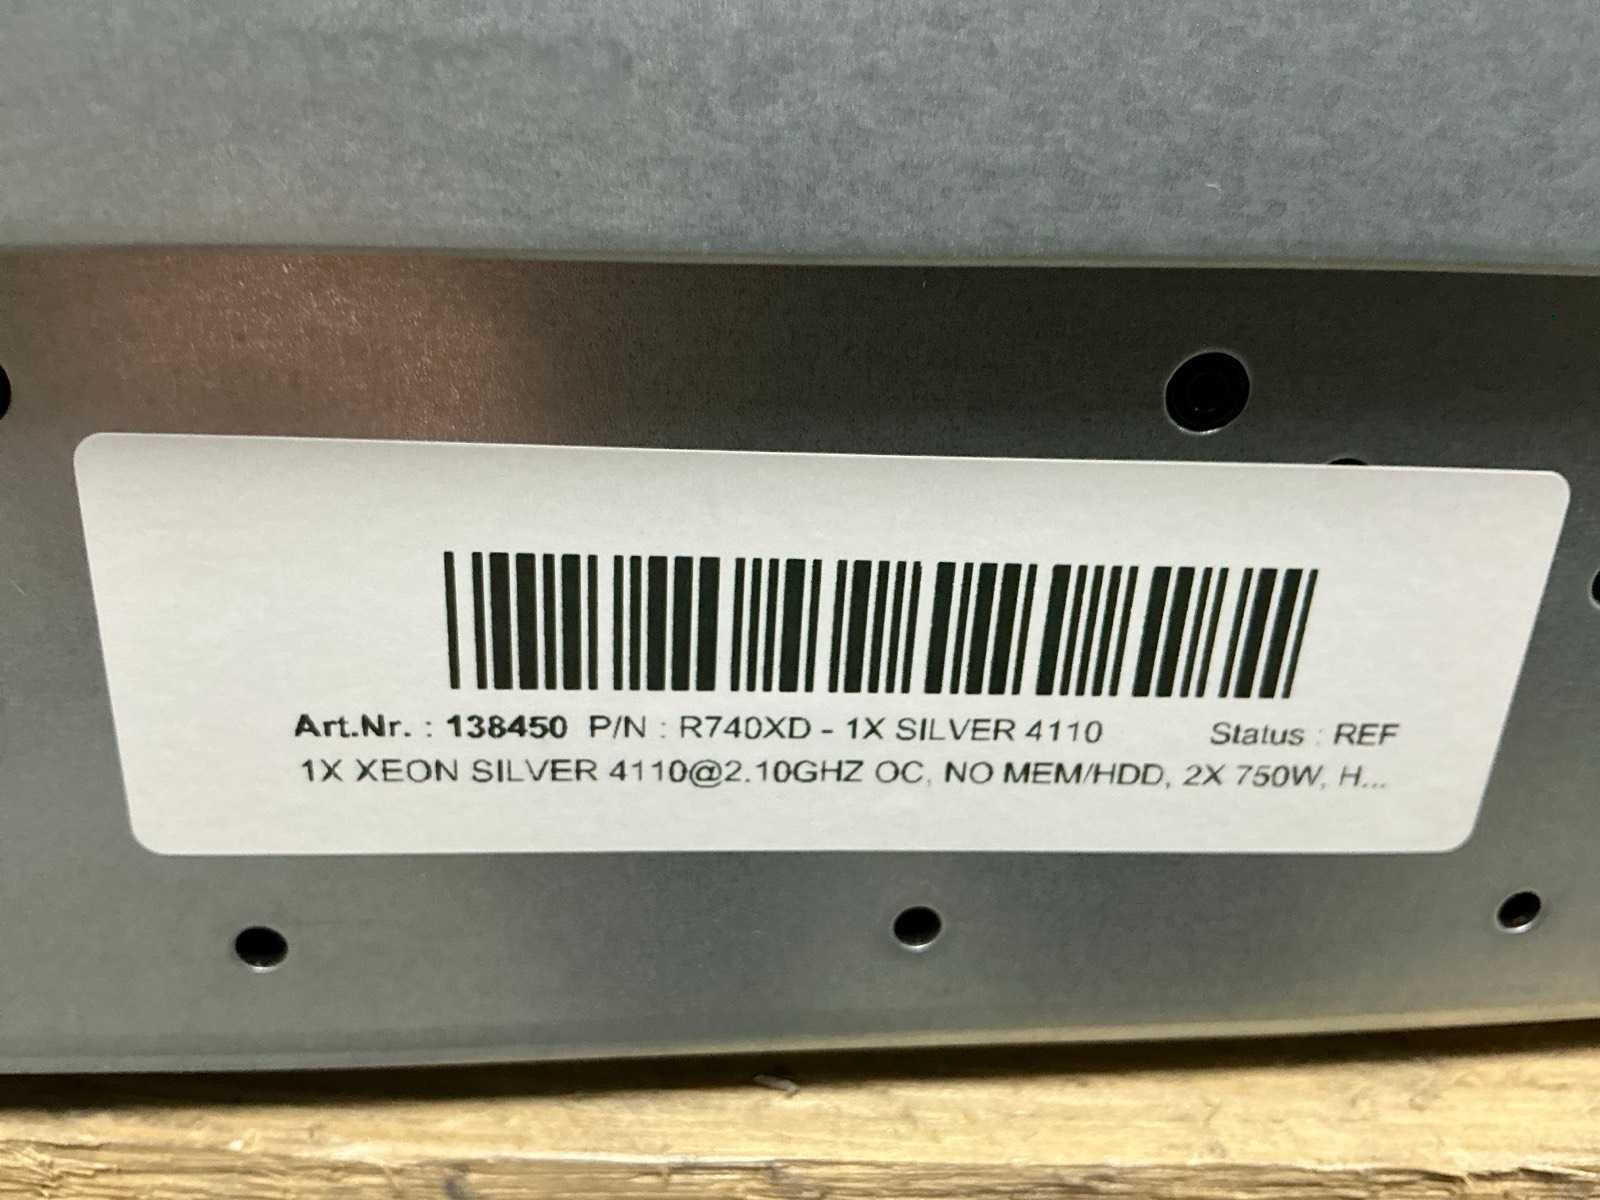 Art.Nr. : 138450 P/N : R740XD - 1X SILVER 4110 Status : REF
1X XEON SILVER 4110@2.10GHZ OC, NO MEM/HDD, 2X 750W, H...